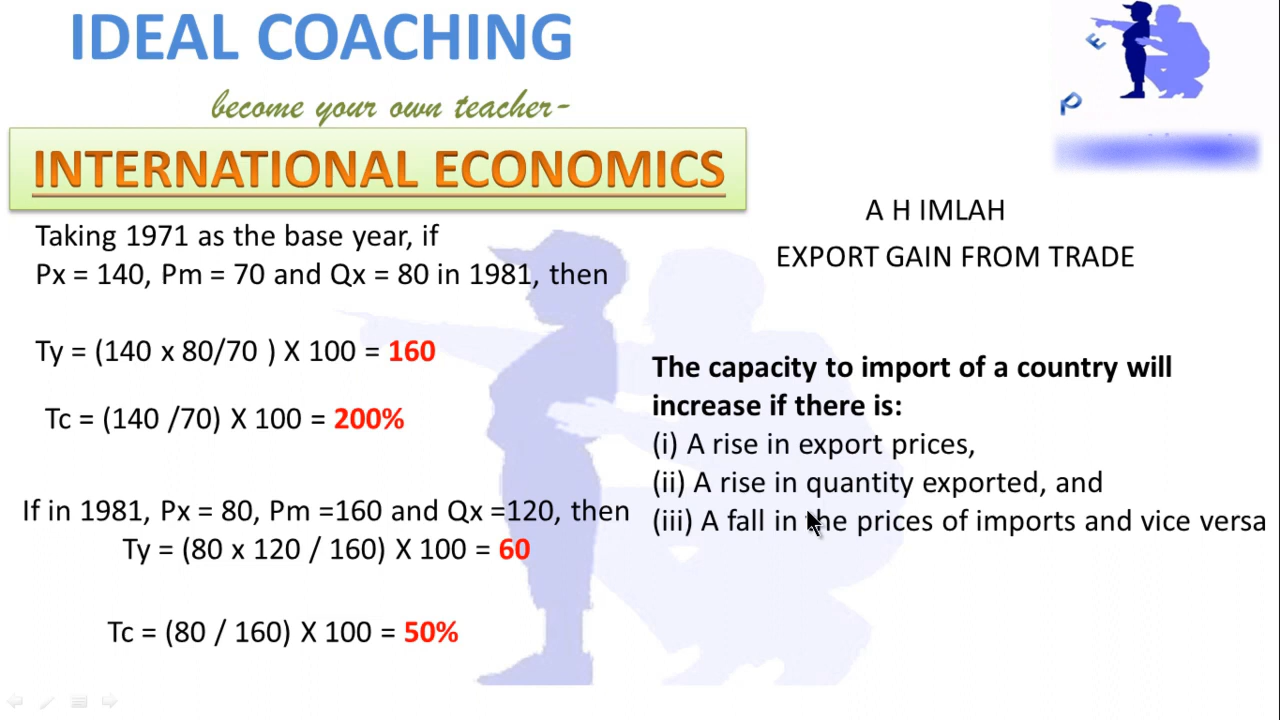 IDEAL COACHING
become your own teacher-
INTERNATIONAL ECONOMICS
Taking 1971 as the base year, if
Px = 140, Pm = 70 and Qx = 80 in 1981, then
Ty = (140 x 80/70 ) X 100 = 160
Tc = (140 /70) X 100 = 200%
If in 1981, Px = 80, Pm =160 and Qx =120, then
Ty = (80 x 120 / 160) X 100 = 60
Tc = (80 / 160) X 100 = 50%
E
P
A H IMLAH
EXPORT GAIN FROM TRADE
The capacity to import of a country will
increase if there is:
(i) A rise in export prices,
(ii) A rise in quantity exported, and
(iii) A fall in the prices of imports and vice versa